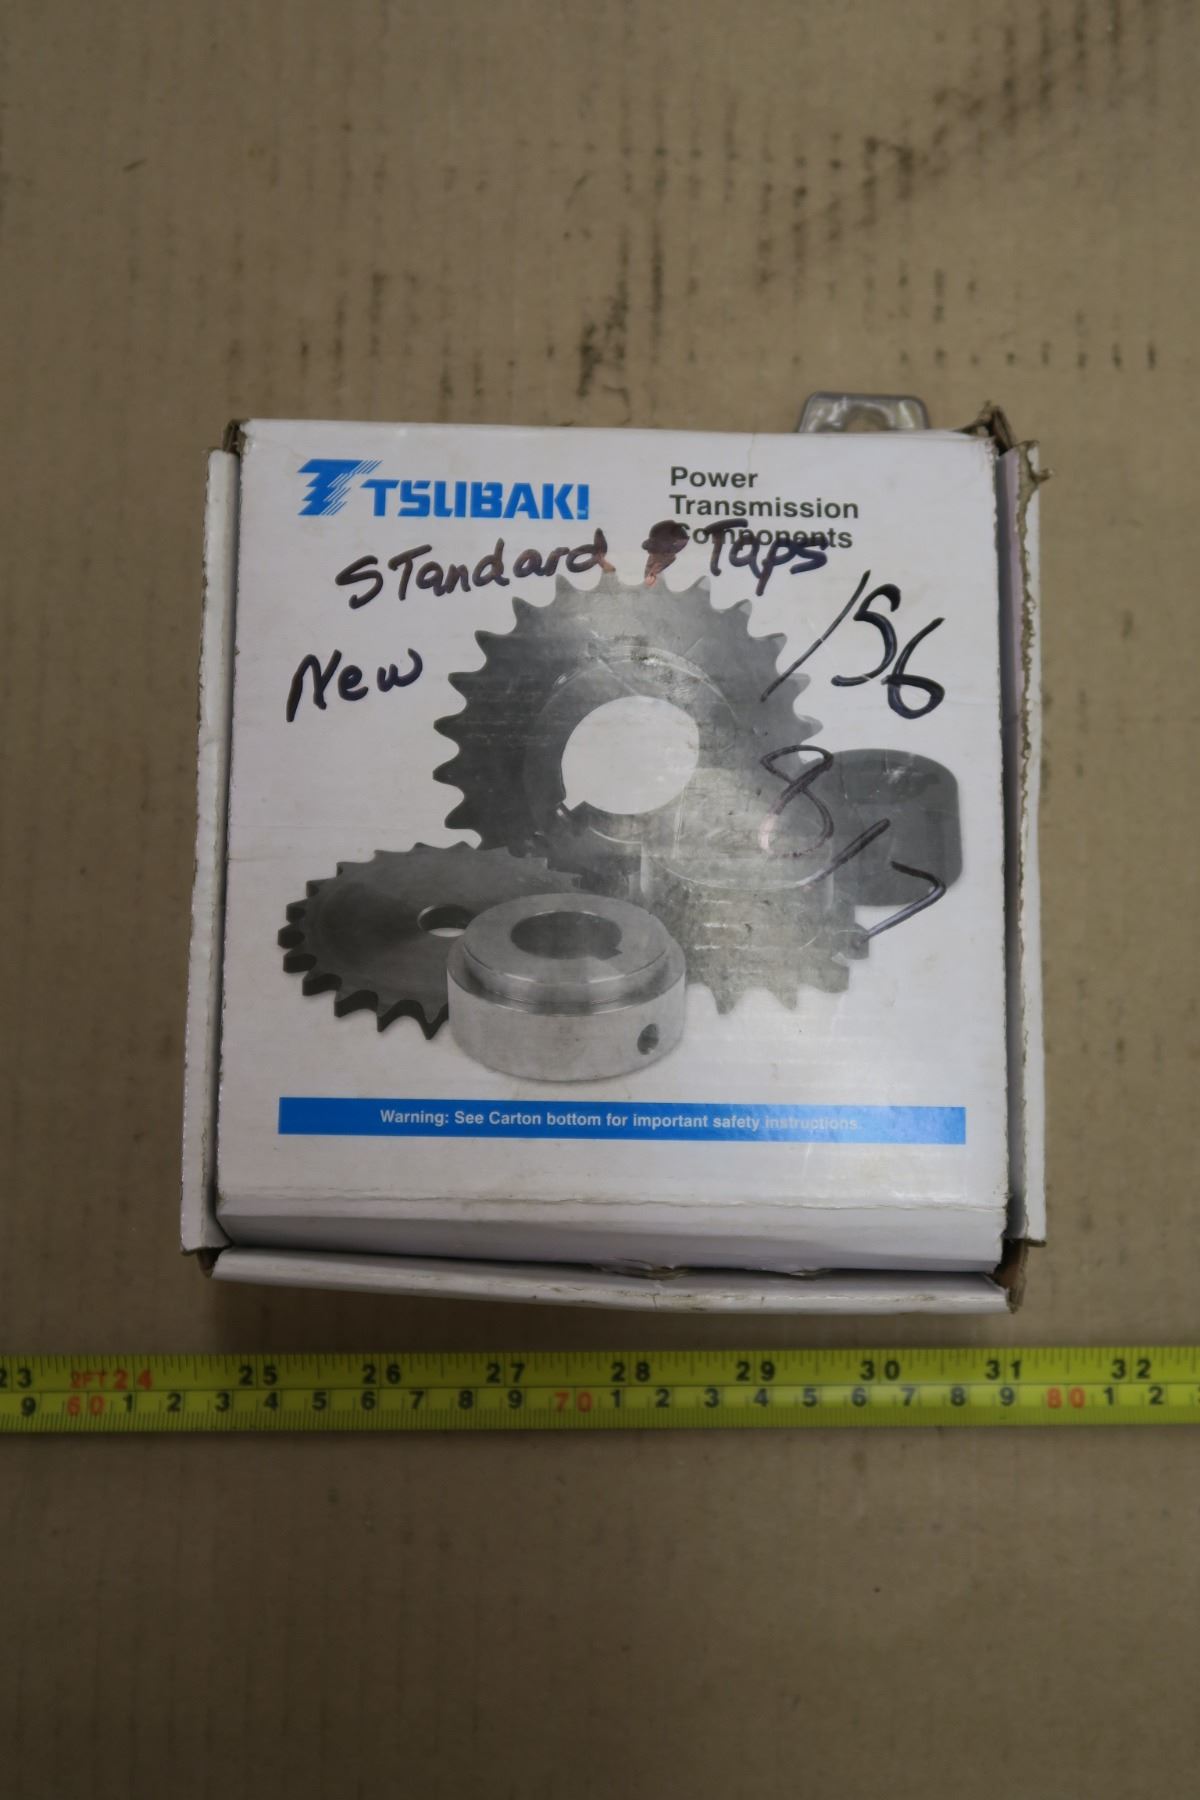 TSUBAKI
Power
Transmission
Components
Standard Taps
New
156
8/7
Warning: See Carton bottom for important safety instructions.
23 2FT24 25 26 27 28 29 30 31 32
9 60 1 2 3 4 5 6 7 8 9 70 1 2 3 4 5 6 7 8 9 80 1 2